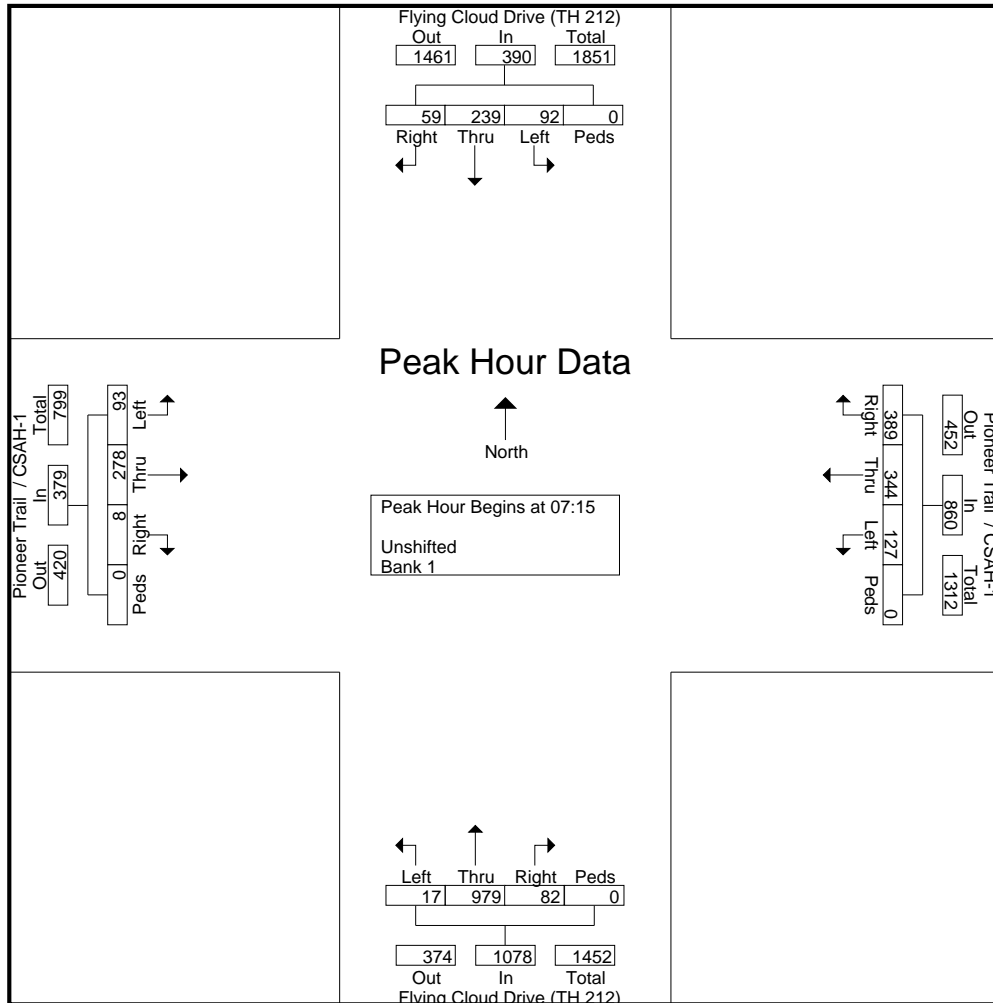 Flying Cloud Drive (TH 212)
Out In Total
1461 390 1851
59 239 92 0
Right Thru Left Peds
Peak Hour Data
North
Peak Hour Begins at 07:15
Unshifted
Bank 1
Pioneer Trail / CSAH-1
Total In Out
799 379 420
93 278 8 0
Left Thru Right Peds
Pioneer Trail / CSAH-1
Out In Total
452 860 1312
389 344 127 0
Right Thru Left Peds
Left Thru Right Peds
17 979 82 0
374 1078 1452
Out In Total
Flying Cloud Drive (TH 212)